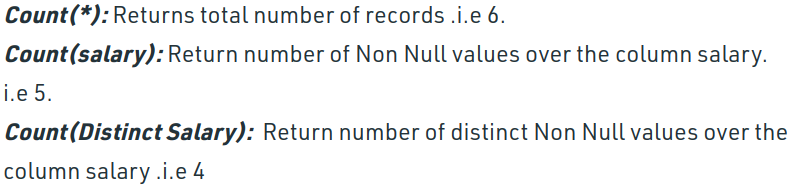 Count(*): Returns total number of records .i.e 6.
Count(salary): Return number of Non Null values over the column salary.
i.e 5.
Count(Distinct Salary):  Return number of distinct Non Null values over the
column salary .i.e 4